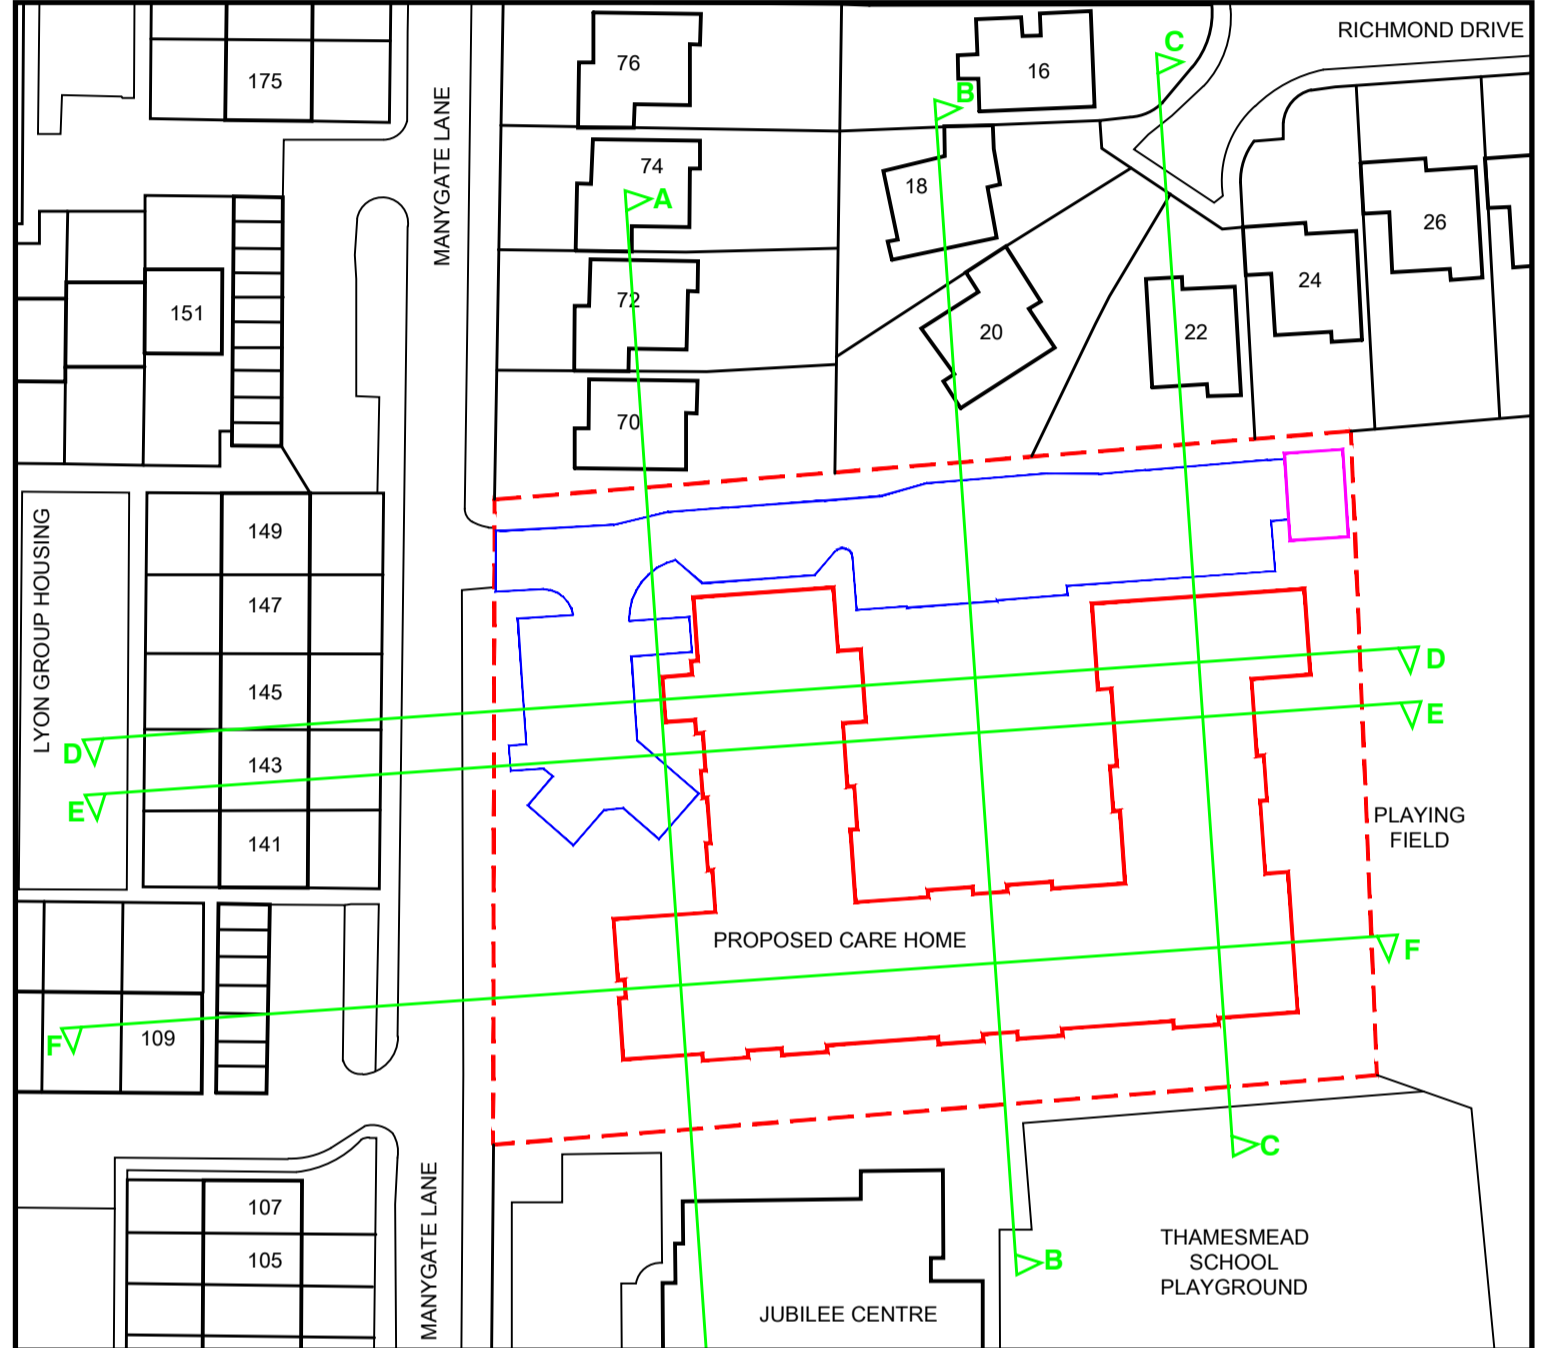 RICHMOND DRIVE
C
76
16
175
B
MANYGATE LANE
74
18
A
26
24
72
151
20
22
70
LYON GROUP HOUSING
149
147
D
145
E
D
143
E
PLAYING
FIELD
141
PROPOSED CARE HOME
F
109
F
C
MANYGATE LANE
107
THAMESMEAD
SCHOOL
PLAYGROUND
105
B
JUBILEE CENTRE